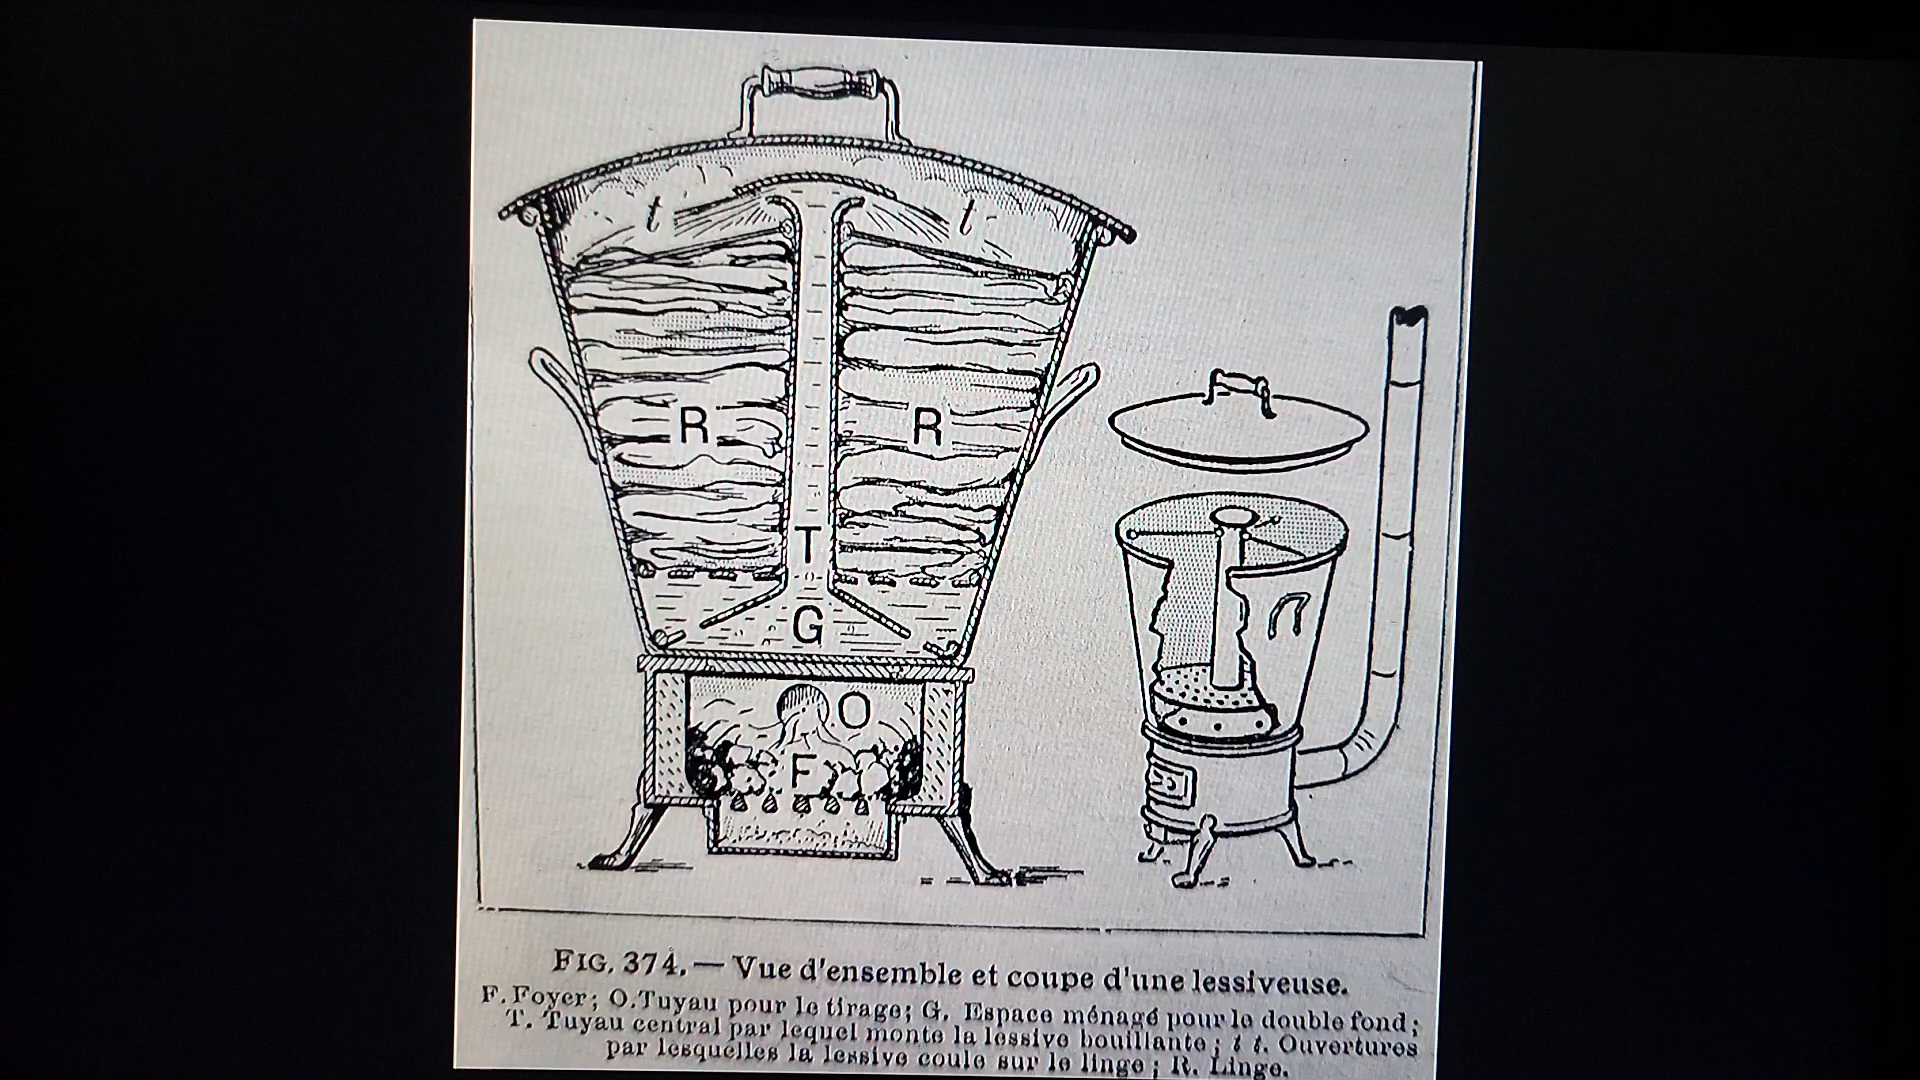 t t
R R
T
G
O
F
FIG. 374. — Vue d'ensemble et coupe d'une lessiveuse.
F. Foyer; O. Tuyau pour le tirage; G. Espace ménagé pour le double fond;
T. Tuyau central par lequel monte la lessive bouillante; t t. Ouvertures
par lesquelles la lessive coule sur le linge; R. Linge.